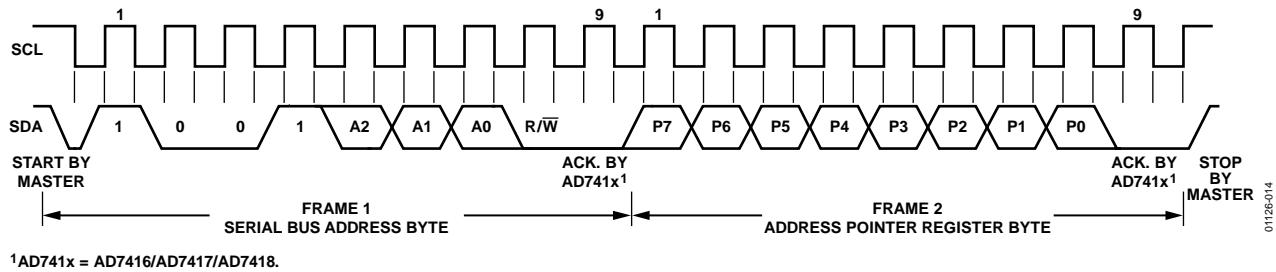 1 9 1 9
SCL
SDA 1 0 0 1 A2 A1 A0 R/W̅ P7 P6 P5 P4 P3 P2 P1 P0
START BY
MASTER
ACK. BY
AD741x¹
ACK. BY
AD741x¹
STOP
BY
MASTER
FRAME 1
SERIAL BUS ADDRESS BYTE
FRAME 2
ADDRESS POINTER REGISTER BYTE
01126-014
¹AD741x = AD7416/AD7417/AD7418.